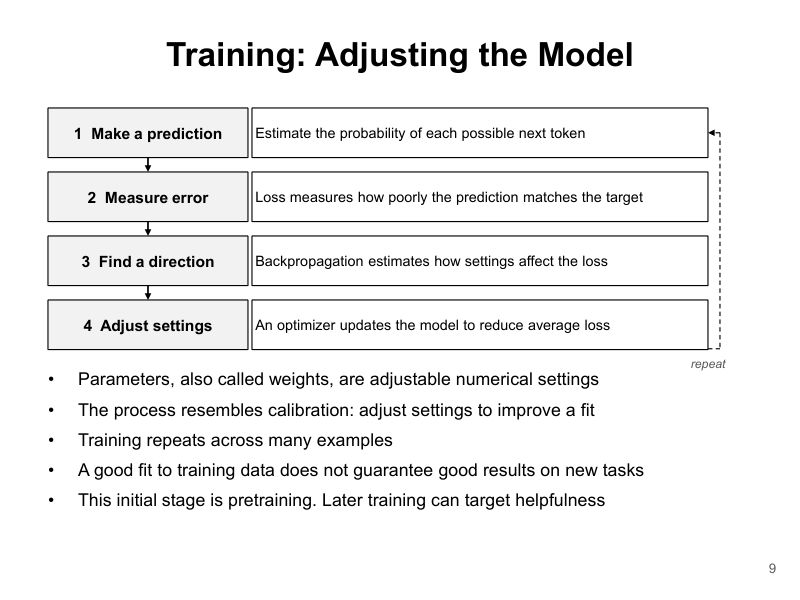 Training: Adjusting the Model
1 Make a prediction
Estimate the probability of each possible next token
2 Measure error
Loss measures how poorly the prediction matches the target
3 Find a direction
Backpropagation estimates how settings affect the loss
4 Adjust settings
An optimizer updates the model to reduce average loss
repeat
• Parameters, also called weights, are adjustable numerical settings
• The process resembles calibration: adjust settings to improve a fit
• Training repeats across many examples
• A good fit to training data does not guarantee good results on new tasks
• This initial stage is pretraining. Later training can target helpfulness
9